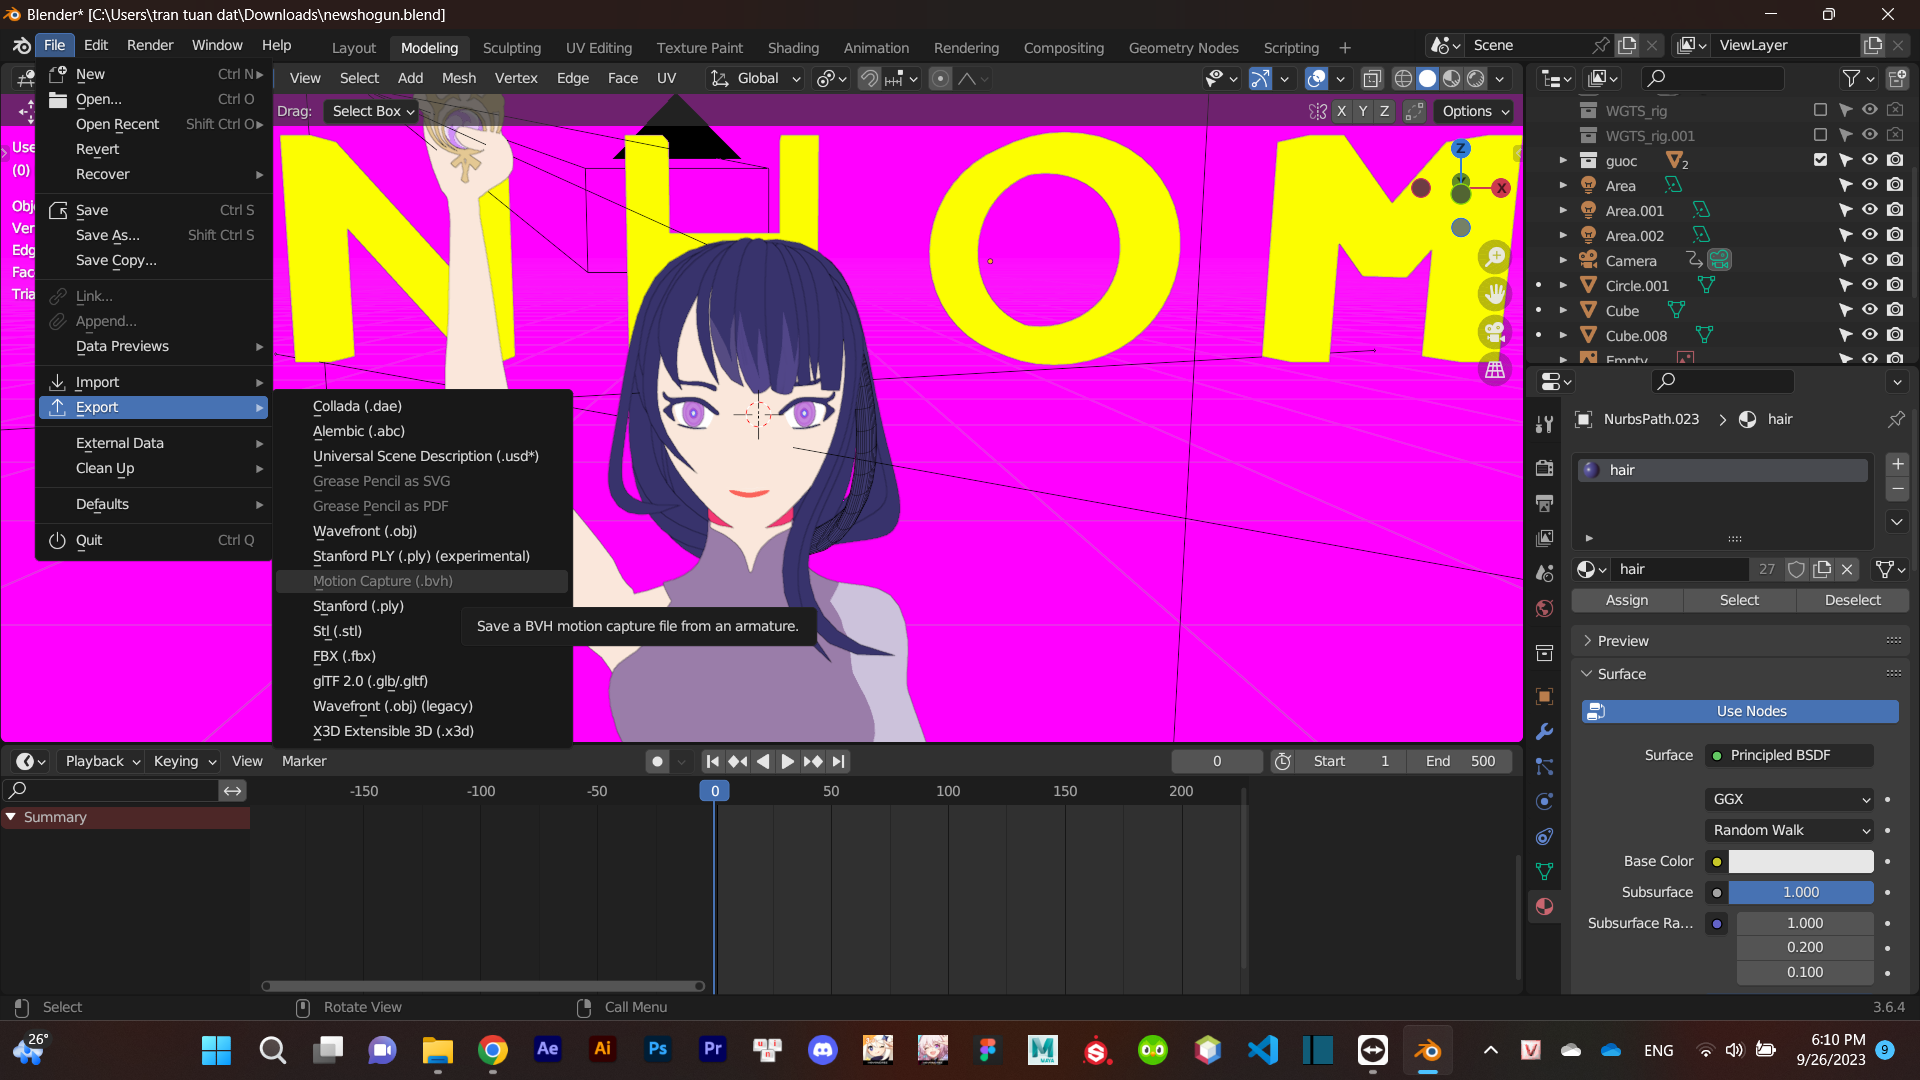 Blender* [C:\Users\tran tuan dat\Downloads\newshogun.blend]
File Edit Render Window Help Layout Modeling Sculpting UV Editing Texture Paint Shading Animation Rendering Compositing Geometry Nodes Scripting Scene ViewLayer
View Select Add Mesh Vertex Edge Face UV Global
Drag: Select Box X Y Z Options
New Ctrl N
Open... Ctrl O
Open Recent Shift Ctrl O
Revert
Recover
Save Ctrl S
Save As... Shift Ctrl S
Save Copy...
Link...
Append...
Data Previews
Import
Export
External Data
Clean Up
Defaults
Quit Ctrl Q
Use
(0)
Obj
Ver
Edg
Fac
Tria
Collada (.dae)
Alembic (.abc)
Universal Scene Description (.usd*)
Grease Pencil as SVG
Grease Pencil as PDF
Wavefront (.obj)
Stanford PLY (.ply) (experimental)
Motion Capture (.bvh)
Stanford (.ply)
Stl (.stl)
FBX (.fbx)
glTF 2.0 (.glb/.gltf)
Wavefront (.obj) (legacy)
X3D Extensible 3D (.x3d)
Save a BVH motion capture file from an armature.
NHOM
Z
Y
X
WGTS_rig
WGTS_rig.001
guoc 2
Area
Area.001
Area.002
Camera
Circle.001
Cube
Cube.008
Empty
NurbsPath.023 hair
hair
hair 27
Assign Select Deselect
Preview
Surface
Use Nodes
Surface Principled BSDF
GGX
Random Walk
Base Color
Subsurface 1.000
Subsurface Ra... 1.000
0.200
0.100
Playback Keying View Marker 0 Start 1 End 500
-150 -100 -50 0 50 100 150 200
Summary
Select Rotate View Call Menu 3.6.4
26°
Ae Ai Ps Pr
MAYA
V
ENG
6:10 PM
9/26/2023
9